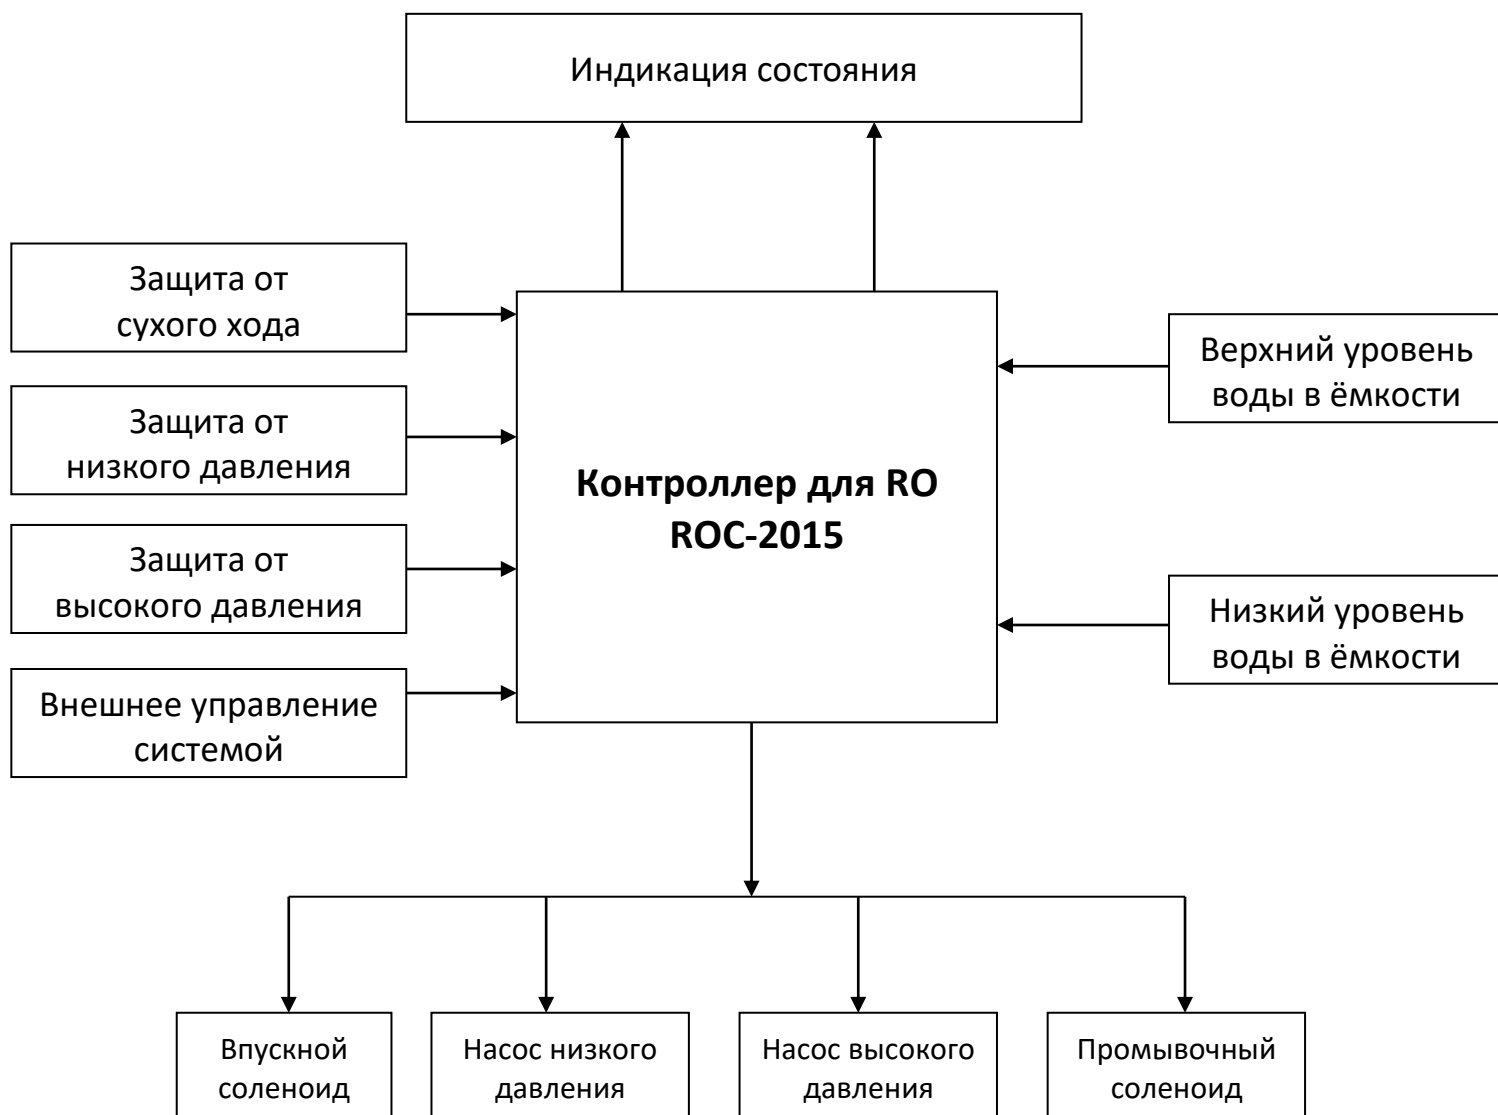 Индикация состояния
Защита от
сухого хода
Защита от
низкого давления
Защита от
высокого давления
Внешнее управление
системой
Контроллер для RO
ROC-2015
Верхний уровень
воды в ёмкости
Низкий уровень
воды в ёмкости
Впускной
соленоид
Насос низкого
давления
Насос высокого
давления
Промывочный
соленоид